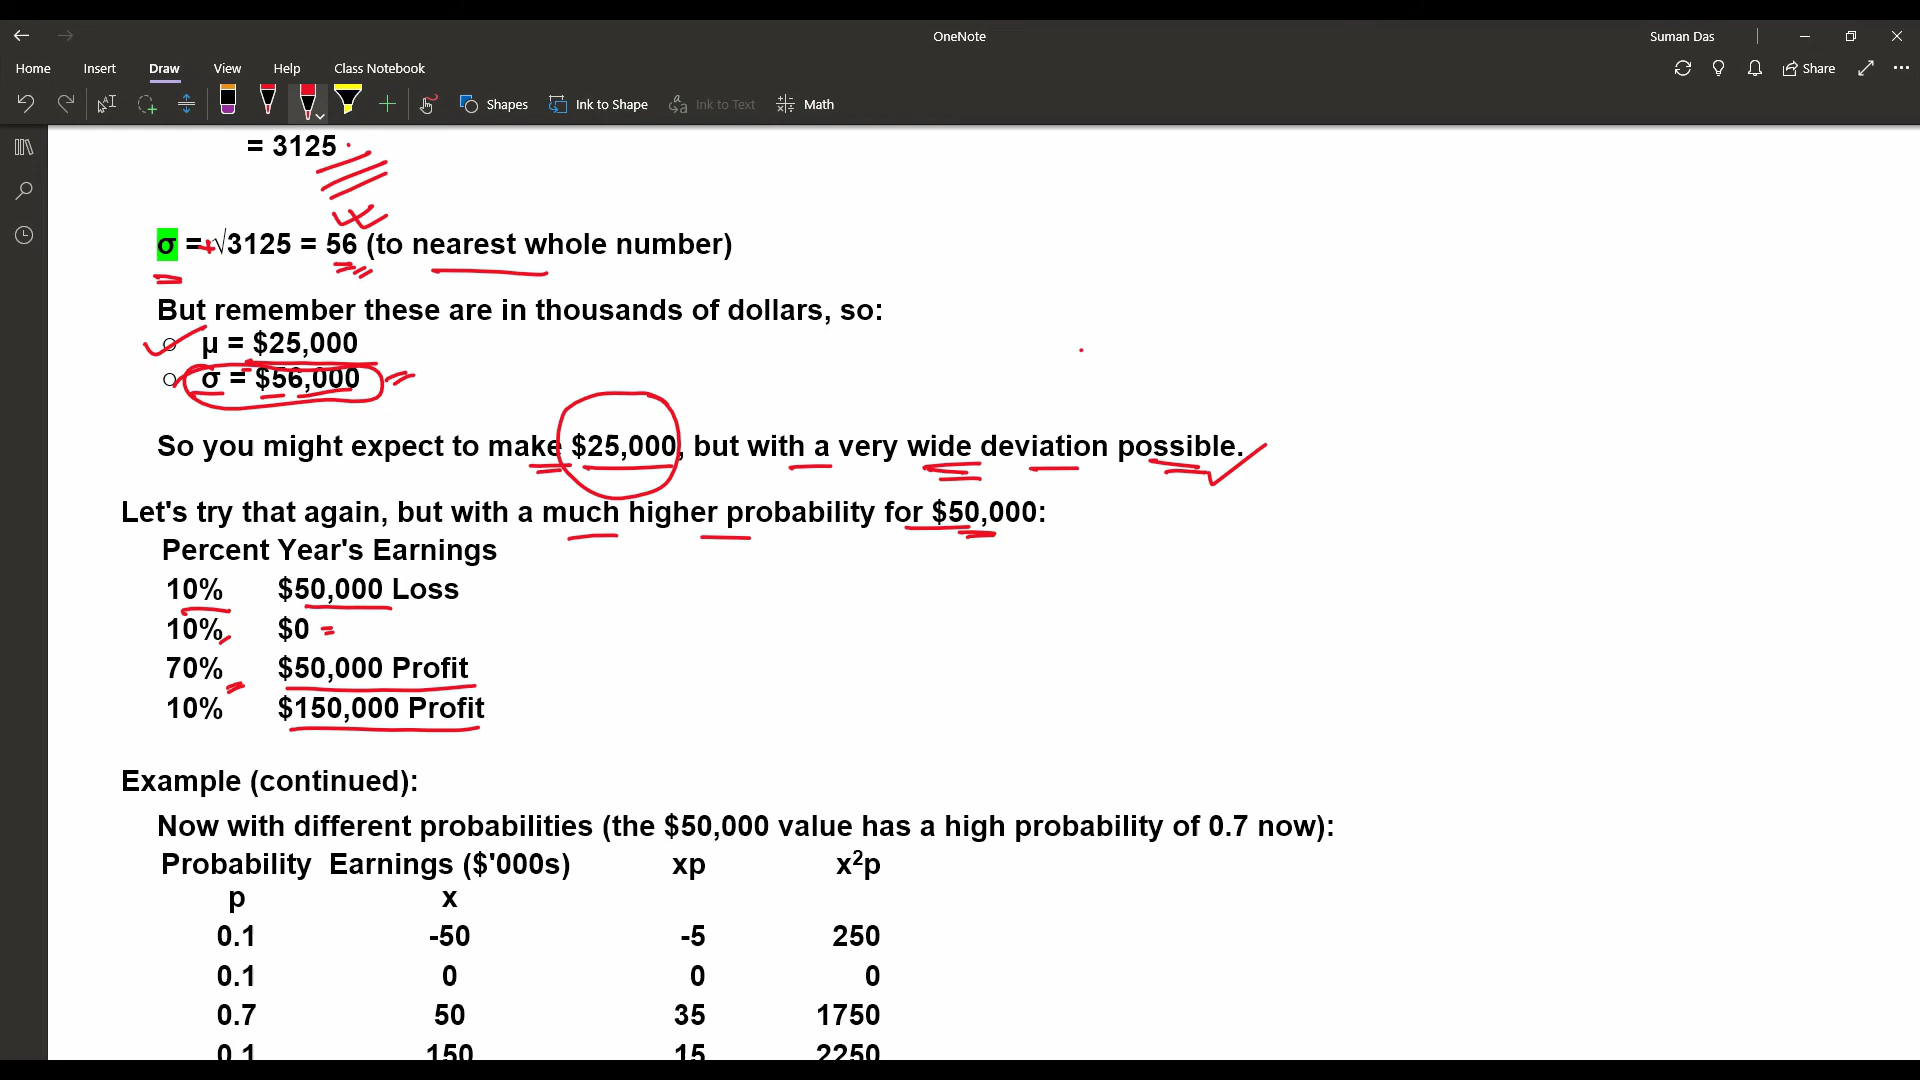 OneNote
Suman Das
Home Insert Draw View Help Class Notebook
Share
Shapes Ink to Shape Ink to Text Math
= 3125
σ = √3125 = 56 (to nearest whole number)
But remember these are in thousands of dollars, so:
μ = $25,000
σ = $56,000
So you might expect to make $25,000, but with a very wide deviation possible.
Let's try that again, but with a much higher probability for $50,000:
Percent Year's Earnings
10% $50,000 Loss
10% $0
70% $50,000 Profit
10% $150,000 Profit
Example (continued):
Now with different probabilities (the $50,000 value has a high probability of 0.7 now):
Probability Earnings ($'000s) xp x²p
p x
0.1 -50 -5 250
0.1 0 0 0
0.7 50 35 1750
0.1 150 15 2250